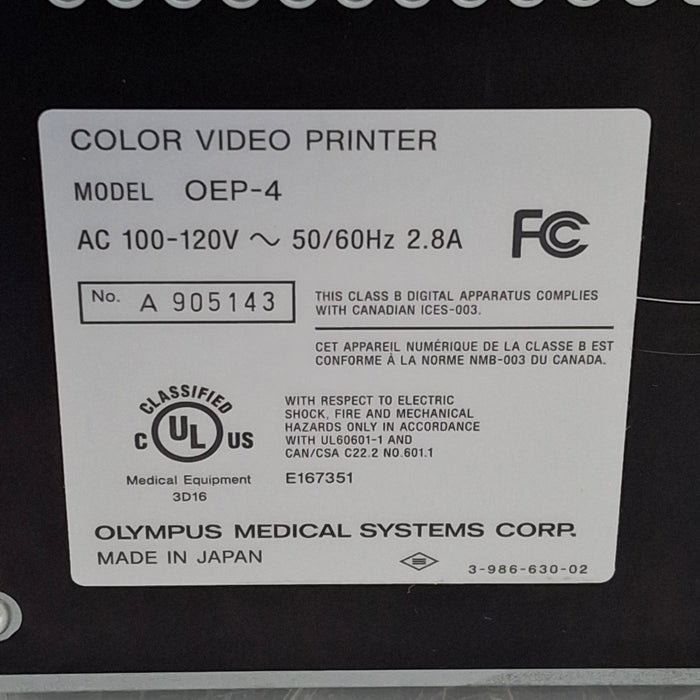 COLOR VIDEO PRINTER
MODEL OEP-4
AC 100-120V ~ 50/60Hz 2.8A
FC
No. A 905143
THIS CLASS B DIGITAL APPARATUS COMPLIES
WITH CANADIAN ICES-003.
CET APPAREIL NUMÉRIQUE DE LA CLASSE B EST
CONFORME À LA NORME NMB-003 DU CANADA.
CLASSIFIED
C UL US
WITH RESPECT TO ELECTRIC
SHOCK, FIRE AND MECHANICAL
HAZARDS ONLY IN ACCORDANCE
WITH UL60601-1 AND
CAN/CSA C22.2 NO.601.1
Medical Equipment
3D16
E167351
OLYMPUS MEDICAL SYSTEMS CORP.
MADE IN JAPAN
3-986-630-02